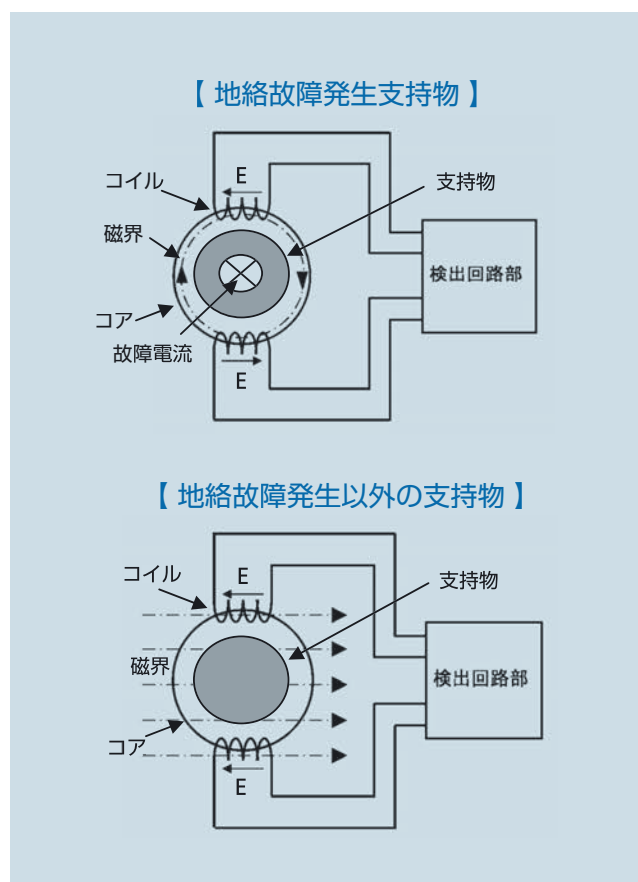 【 地絡故障発生支持物 】
コイル
E
支持物
磁界
検出回路部
コア
故障電流
E
【 地絡故障発生以外の支持物 】
コイル
E
支持物
磁界
検出回路部
コア
E